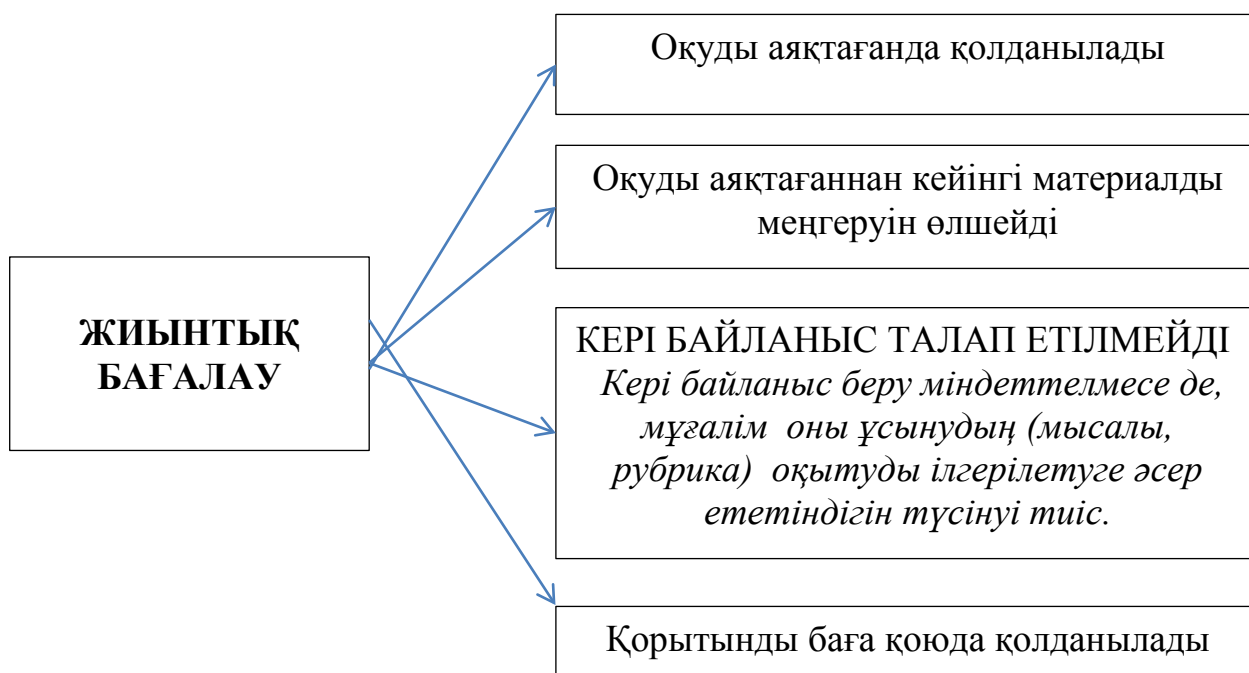 Оқуды аяқтағанда қолданылады
Оқуды аяқтағаннан кейінгі материалды
меңгеруін өлшейді
ЖИЫНТЫҚ
БАҒАЛАУ
КЕРІ БАЙЛАНЫС ТАЛАП ЕТІЛМЕЙДІ
Кері байланыс беру міндеттелмесе де,
мұғалім оны ұсынудың (мысалы,
рубрика) оқытуды ілгерілетуге әсер
ететіндігін түсінуі тиіс.
Қорытынды баға қоюда қолданылады